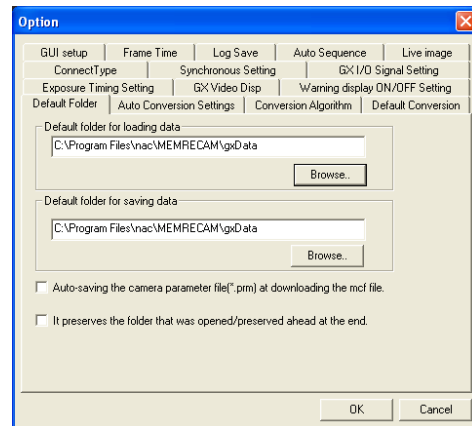 Option
GUI setup Frame Time Log Save Auto Sequence Live image
ConnectType Synchronous Setting GX I/O Signal Setting
Exposure Timing Setting GX Video Disp Warning display ON/OFF Setting
Default Folder Auto Conversion Settings Conversion Algorithm Default Conversion
Default folder for loading data
C:\Program Files\nac\MEMRECAM\gxData
Browse..
Default folder for saving data
C:\Program Files\nac\MEMRECAM\gxData
Browse..
Auto-saving the camera parameter file(*.prm) at downloading the mcf file.
It preserves the folder that was opened/preserved ahead at the end.
OK Cancel